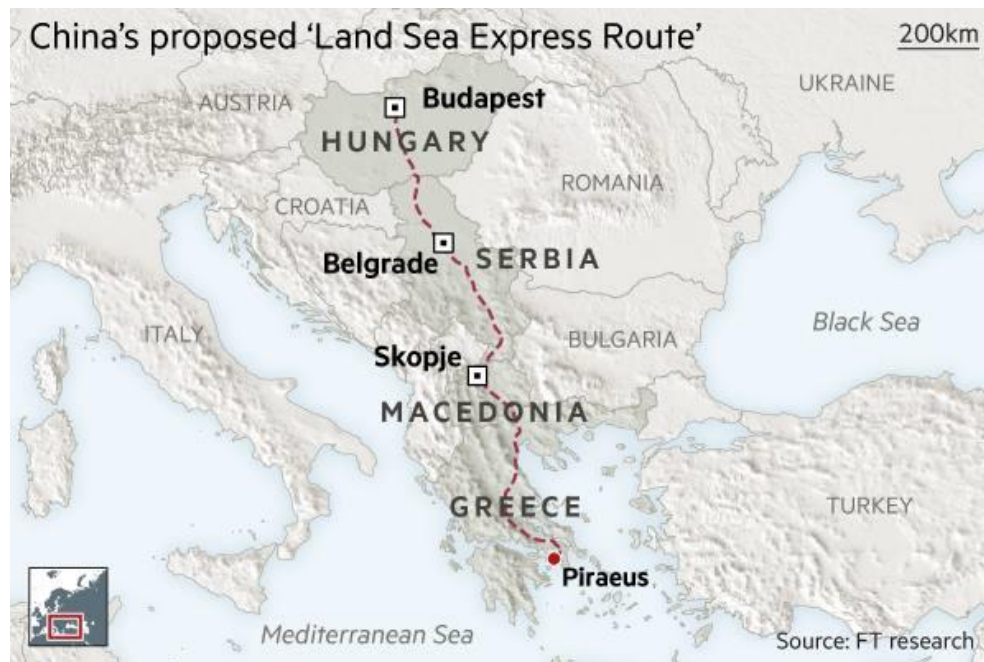 China's proposed ‘Land Sea Express Route’
200km
UKRAINE
AUSTRIA
Budapest
HUNGARY
ROMANIA
CROATIA
Belgrade
SERBIA
ITALY
Black Sea
BULGARIA
Skopje
MACEDONIA
GREECE
TURKEY
Piraeus
Mediterranean Sea
Source: FT research